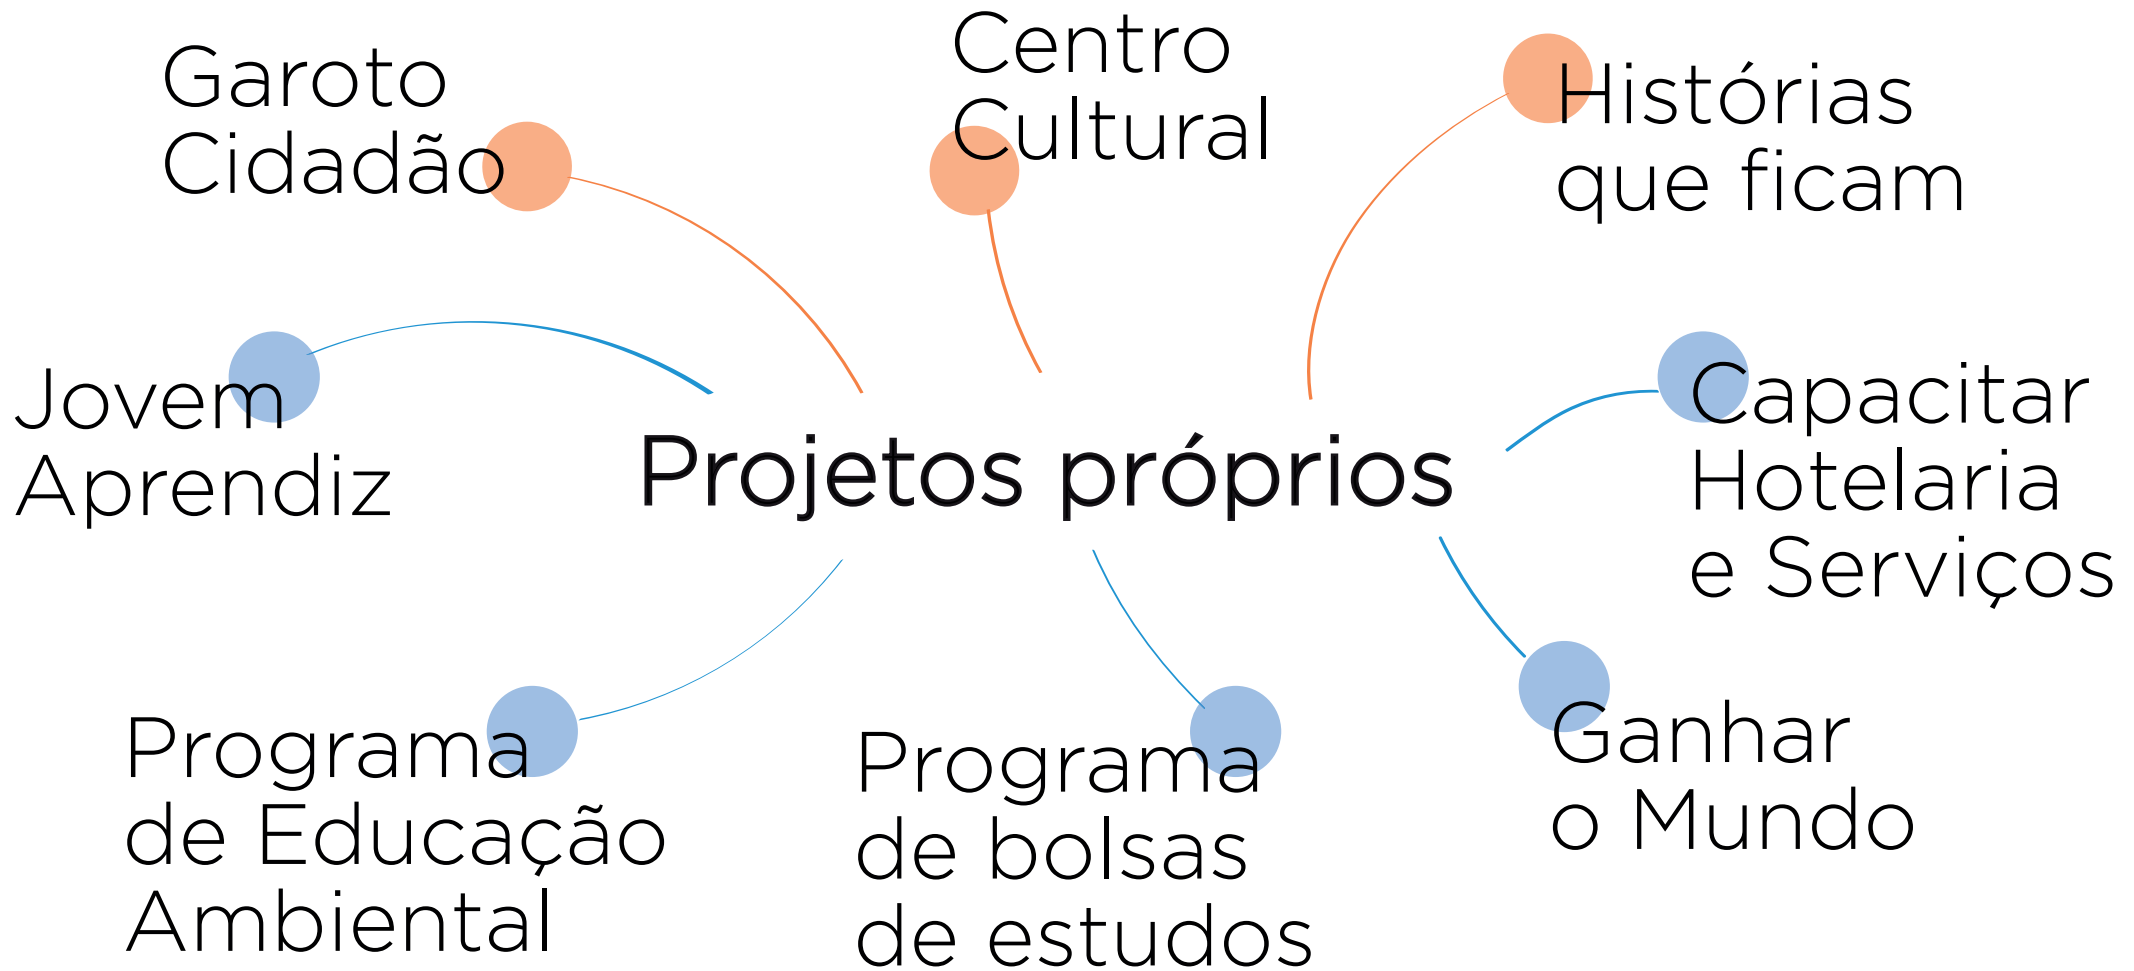 Garoto
Cidadão
Centro
Cultural
Histórias
que ficam
Jovem
Aprendiz
Projetos próprios
Capacitar
Hotelaria
e Serviços
Programa
de Educação
Ambiental
Programa
de bolsas
de estudos
Ganhar
o Mundo